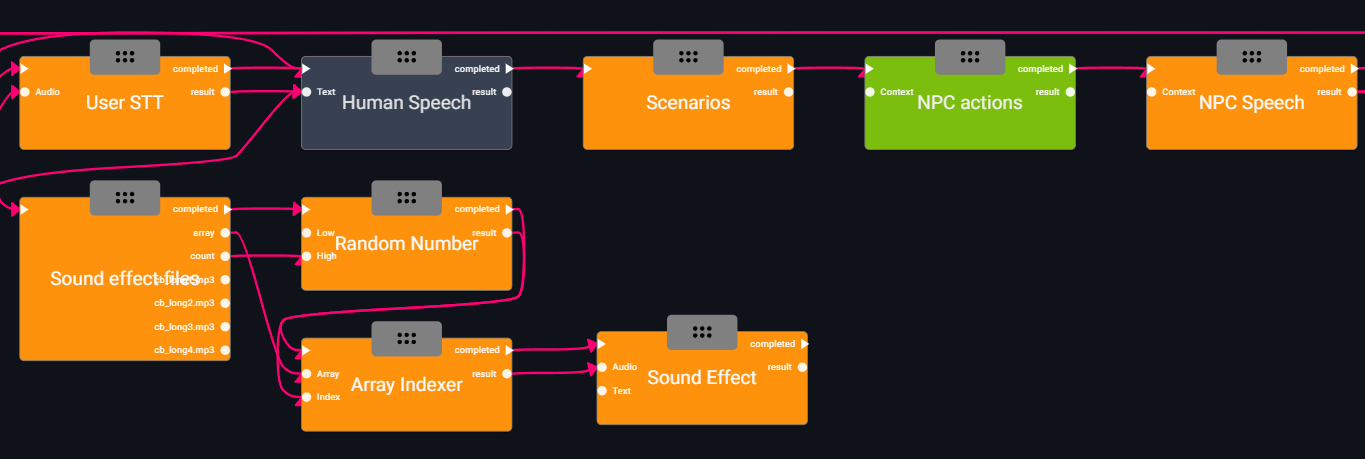 completed
Audio
result
User STT
completed
Text
result
Human Speech
completed
result
Scenarios
completed
Context
result
NPC actions
completed
Context
result
NPC Speech
completed
array
count
Sound effect files
cb_long2.mp3
cb_long3.mp3
cb_long4.mp3
completed
Low
result
Random Number
High
completed
Array
result
Array Indexer
Index
completed
Audio
result
Sound Effect
Text